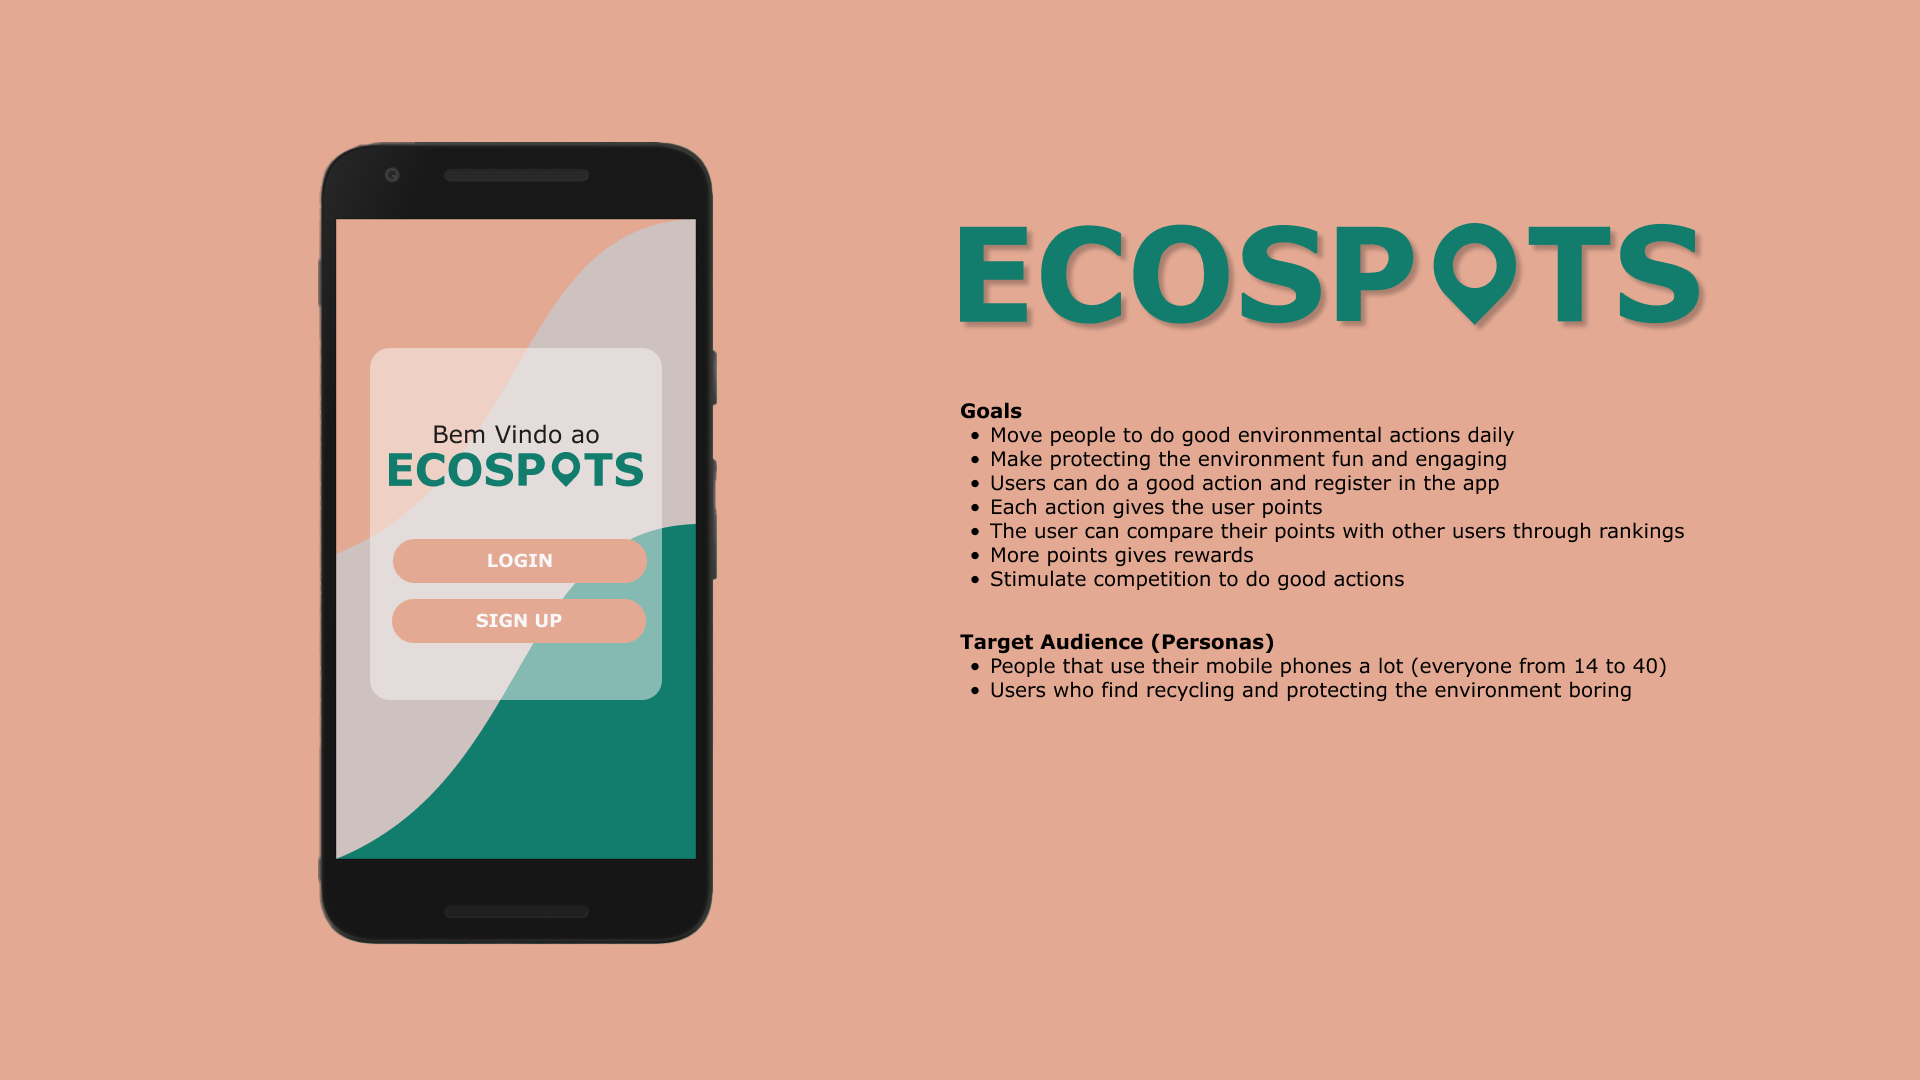 Bem Vindo ao
ECOSPOTS
LOGIN
SIGN UP
ECOSPOTS
Goals
• Move people to do good environmental actions daily
• Make protecting the environment fun and engaging
• Users can do a good action and register in the app
• Each action gives the user points
• The user can compare their points with other users through rankings
• More points gives rewards
• Stimulate competition to do good actions
Target Audience (Personas)
• People that use their mobile phones a lot (everyone from 14 to 40)
• Users who find recycling and protecting the environment boring